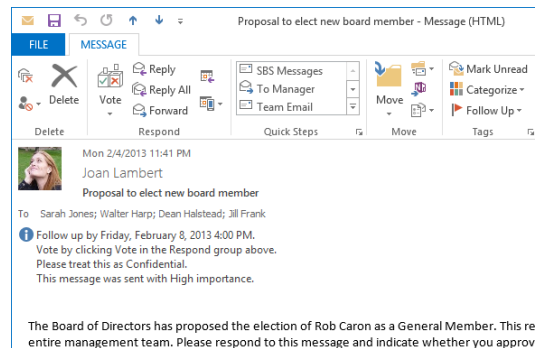 Proposal to elect new board member - Message (HTML)
FILE MESSAGE
Delete
Vote
Reply
Reply All
Forward
SBS Messages
To Manager
Team Email
Move
Mark Unread
Categorize
Follow Up
Delete Respond Quick Steps Move Tags
Mon 2/4/2013 11:41 PM
Joan Lambert
Proposal to elect new board member
To Sarah Jones; Walter Harp; Dean Halstead; Jill Frank
Follow up by Friday, February 8, 2013 4:00 PM.
Vote by clicking Vote in the Respond group above.
Please treat this as Confidential.
This message was sent with High importance.
The Board of Directors has proposed the election of Rob Caron as a General Member. This re
entire management team. Please respond to this message and indicate whether you approv